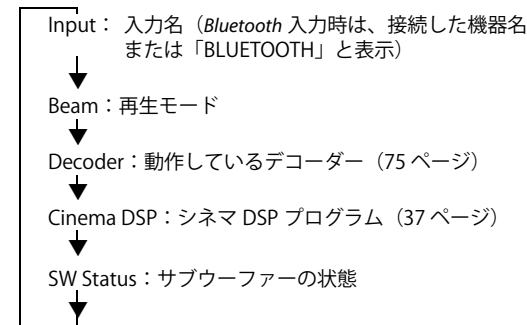 Input： 入力名（Bluetooth 入力時は、接続した機器名
または「BLUETOOTH」と表示）
Beam：再生モード
Decoder：動作しているデコーダー（75 ページ）
Cinema DSP：シネマ DSP プログラム（37 ページ）
SW Status：サブウーファーの状態